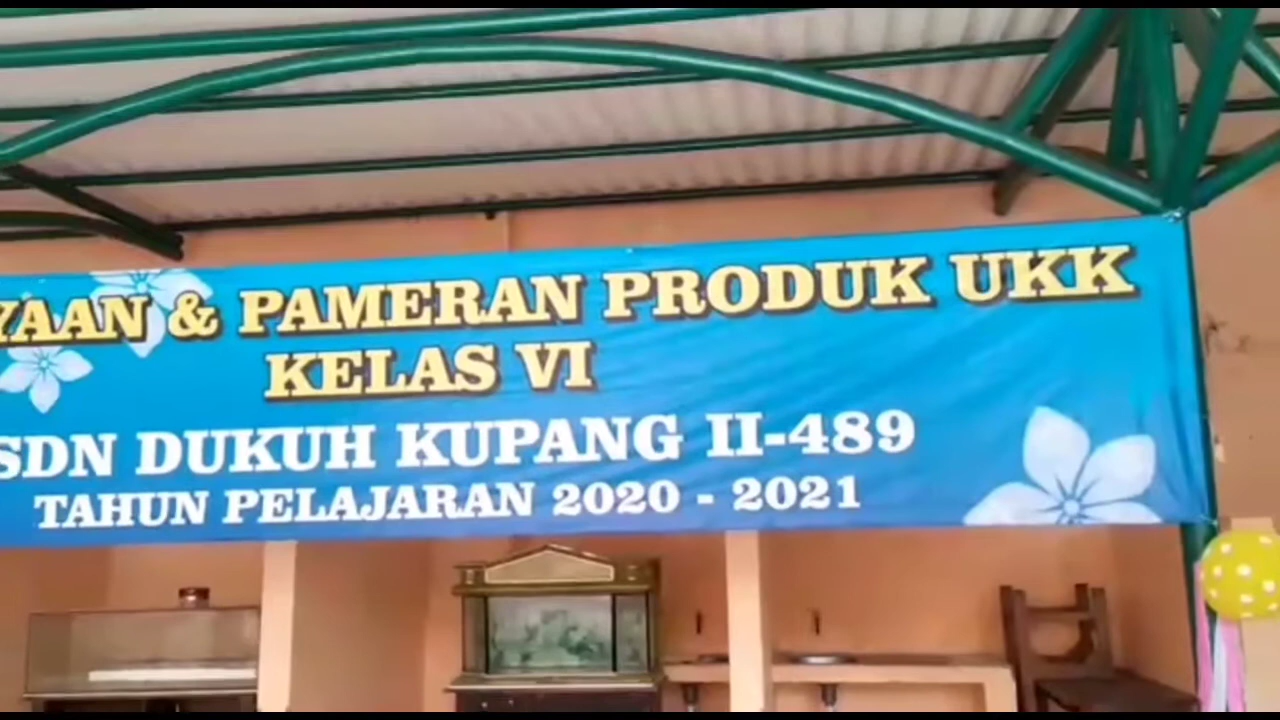 YAAN & PAMERAN PRODUK UKK
KELAS VI
SDN DUKUH KUPANG II-489
TAHUN PELAJARAN 2020 - 2021